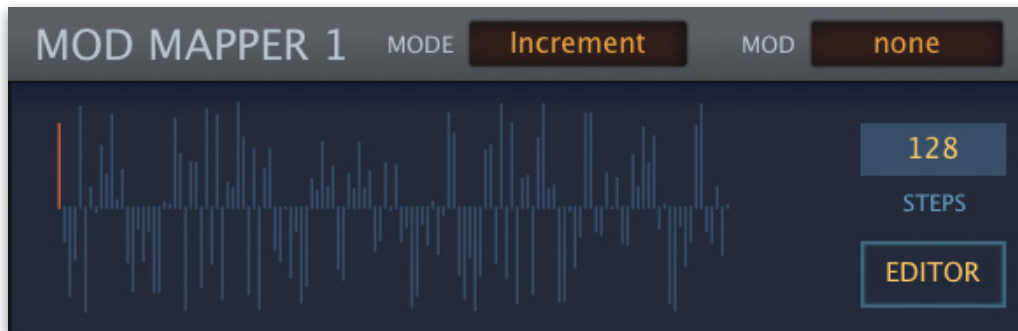 MOD MAPPER 1 MODE Increment MOD none
128
STEPS
EDITOR